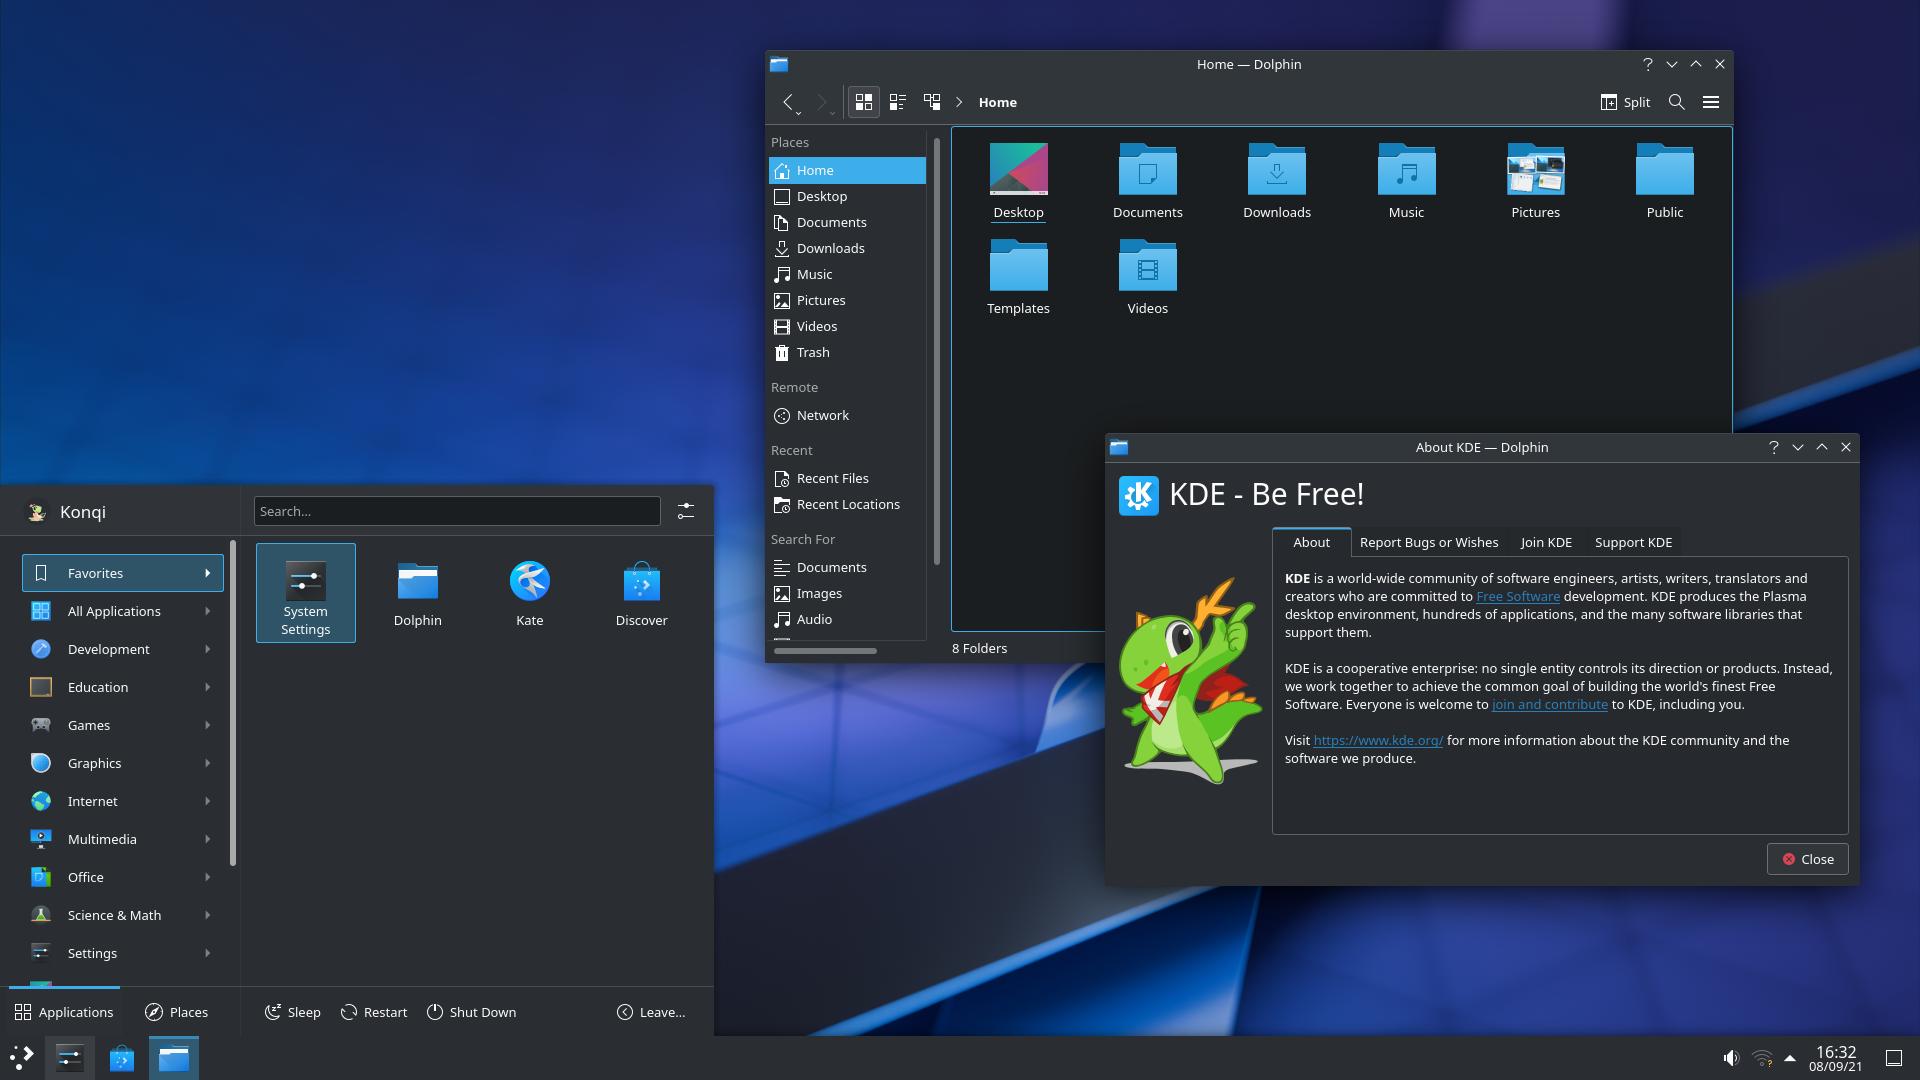 Home — Dolphin
Home
Split
Places
Home
Desktop
Documents
Downloads
Music
Pictures
Videos
Trash
Remote
Network
Recent
Recent Files
Recent Locations
Search For
Documents
Images
Audio
Desktop
Documents
Downloads
Music
Pictures
Public
Templates
Videos
8 Folders
About KDE — Dolphin
KDE - Be Free!
About
Report Bugs or Wishes
Join KDE
Support KDE
KDE is a world-wide community of software engineers, artists, writers, translators and
creators who are committed to Free Software development. KDE produces the Plasma
desktop environment, hundreds of applications, and the many software libraries that
support them.
KDE is a cooperative enterprise: no single entity controls its direction or products. Instead,
we work together to achieve the common goal of building the world's finest Free
Software. Everyone is welcome to join and contribute to KDE, including you.
Visit https://www.kde.org/ for more information about the KDE community and the
software we produce.
Close
Konqi
Search...
Favorites
All Applications
Development
Education
Games
Graphics
Internet
Multimedia
Office
Science & Math
Settings
System
Settings
Dolphin
Kate
Discover
Applications
Places
Sleep
Restart
Shut Down
Leave...
16:32
08/09/21